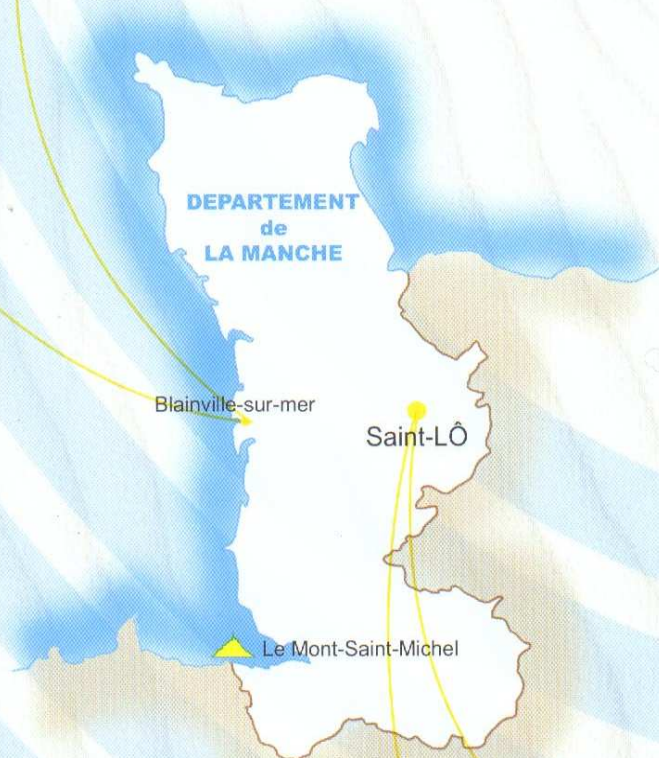 DEPARTEMENT
de
LA MANCHE
Blainville-sur-mer
Saint-LÔ
Le Mont-Saint-Michel